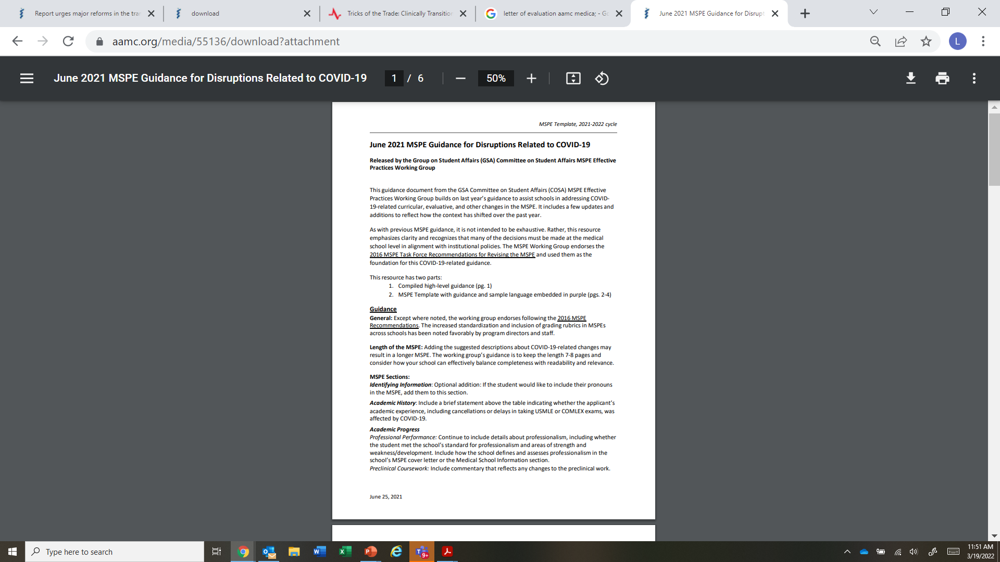 Report urges major reforms in the tra
download
Tricks of the Trade: Clinically Transition
letter of evaluation aamc medica; - Go
June 2021 MSPE Guidance for Disrupt
aamc.org/media/55136/download?attachment
L
June 2021 MSPE Guidance for Disruptions Related to COVID-19
1 / 6
50%
MSPE Template, 2021-2022 cycle
June 2021 MSPE Guidance for Disruptions Related to COVID-19
Released by the Group on Student Affairs (GSA) Committee on Student Affairs MSPE Effective
Practices Working Group
This guidance document from the GSA Committee on Student Affairs (COSA) MSPE Effective
Practices Working Group builds on last year's guidance to assist schools in addressing COVID-
19-related curricular, evaluative, and other changes in the MSPE. It includes a few updates and
additions to reflect how the context has shifted over the past year.
As with previous MSPE guidance, it is not intended to be exhaustive. Rather, this resource
emphasizes clarity and recognizes that many of the decisions must be made at the medical
school level in alignment with institutional policies. The MSPE Working Group endorses the
2016 MSPE Task Force Recommendations for Revising the MSPE and used them as the
foundation for this COVID-19-related guidance.
This resource has two parts:
1. Compiled high-level guidance (pg. 1)
2. MSPE Template with guidance and sample language embedded in purple (pgs. 2-4)
Guidance
General: Except where noted, the working group endorses following the 2016 MSPE
Recommendations. The increased standardization and inclusion of grading rubrics in MSPEs
across schools has been noted favorably by program directors and staff.
Length of the MSPE: Adding the suggested descriptions about COVID-19-related changes may
result in a longer MSPE. The working group's guidance is to keep the length 7-8 pages and
consider how your school can effectively balance completeness with readability and relevance.
MSPE Sections:
Identifying Information: Optional addition: If the student would like to include their pronouns
in the MSPE, add them to this section.
Academic History: Include a brief statement above the table indicating whether the applicant's
academic experience, including cancellations or delays in taking USMLE or COMLEX exams, was
affected by COVID-19.
Academic Progress
Professional Performance: Continue to include details about professionalism, including whether
the student met the school's standard for professionalism and areas of strength and
weakness/development. Include how the school defines and assesses professionalism in the
school's MSPE cover letter or the Medical School Information section.
Preclinical Coursework: Include commentary that reflects any changes to the preclinical work.
June 25, 2021
Type here to search
9+
11:51 AM
3/19/2022